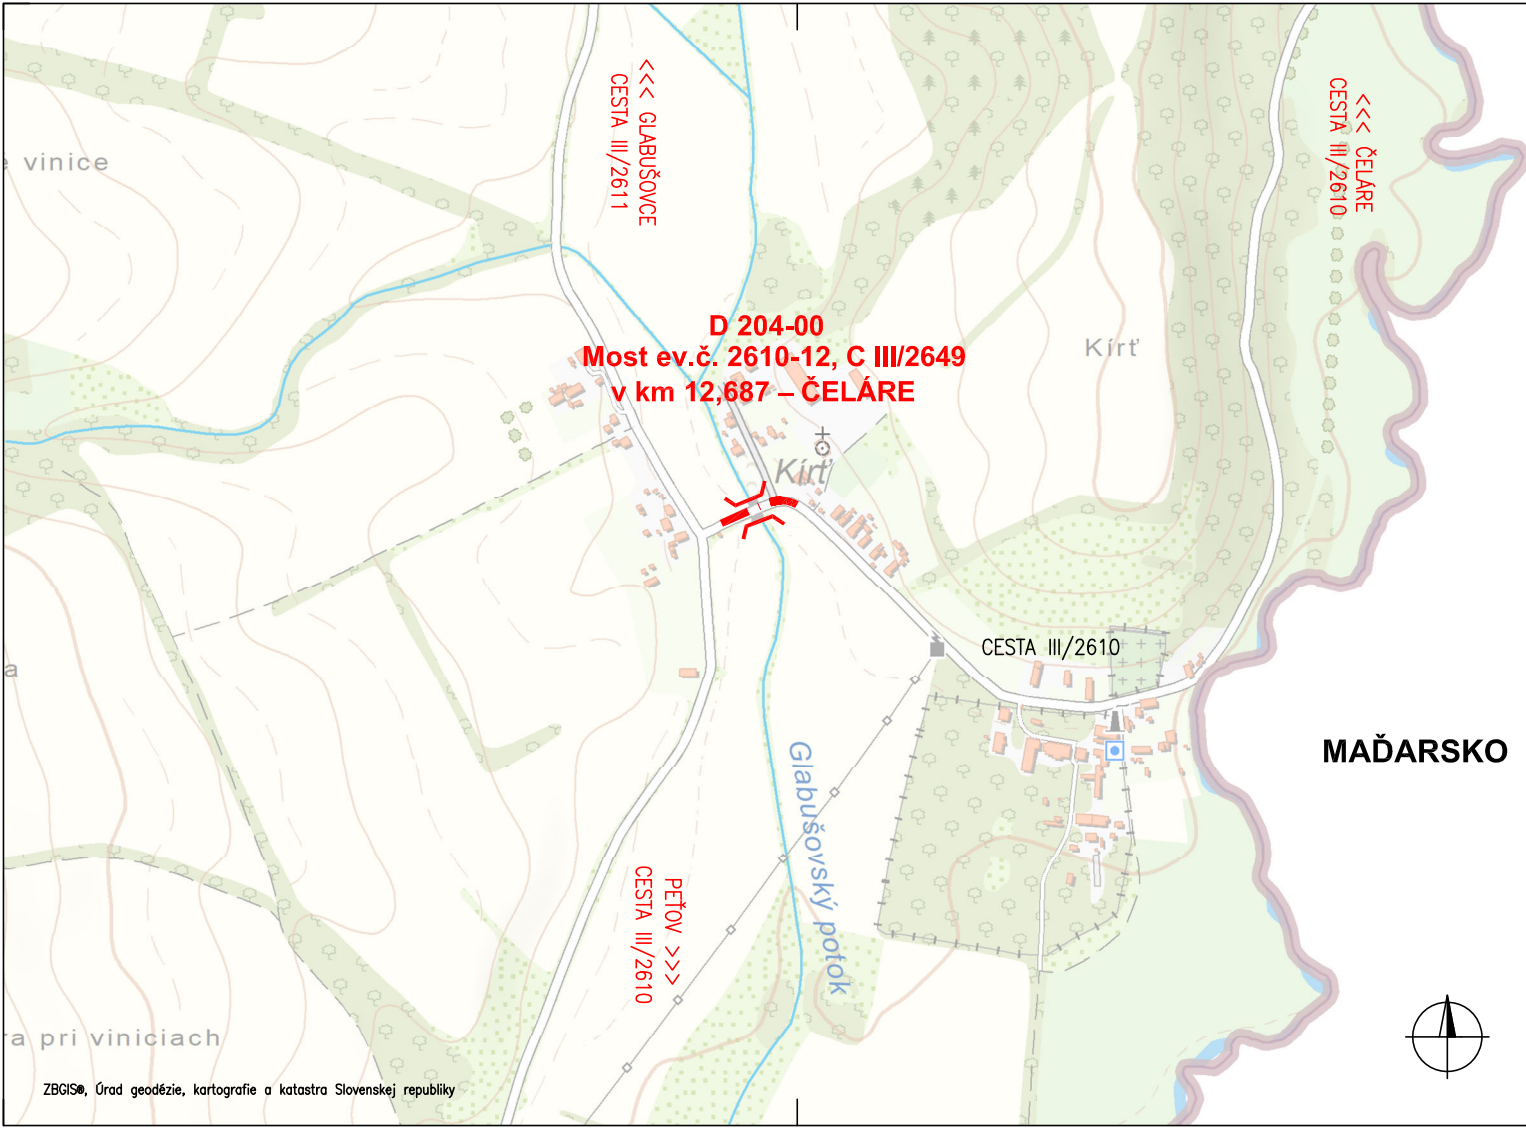 <<< GLABUŠOVCE
CESTA III/2611
<<< ČELÁRE
CESTA III/2610
vinice
D 204-00
Most ev.č. 2610-12, C III/2649
v km 12,687 – ČELÁRE
Kírť
Kírť
CESTA III/2610
a
MAĎARSKO
Glabušovský potok
PEŤOV >>>
CESTA III/2610
a pri viniciach
ZBGIS®, Úrad geodézie, kartografie a katastra Slovenskej republiky